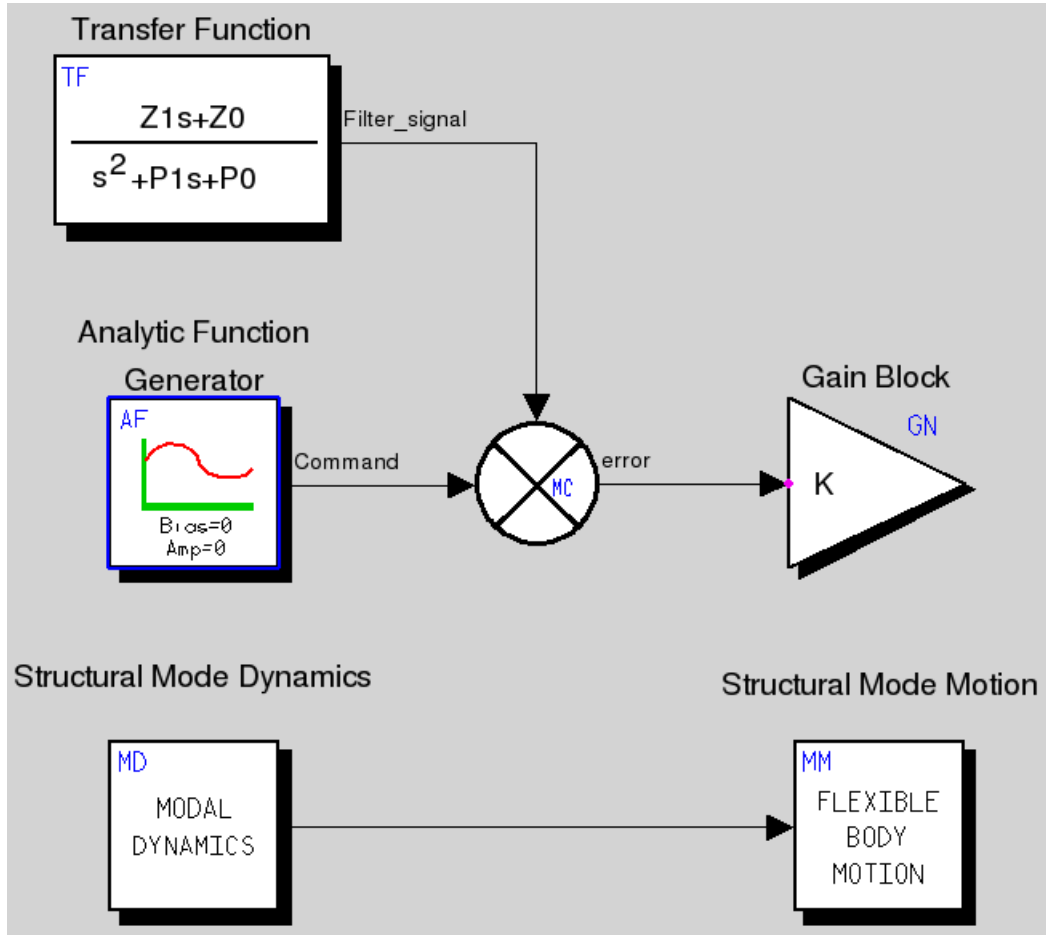 Transfer Function
TF
Z1s+Z0
s²+P1s+P0
Filter_signal
Analytic Function
Generator
AF
Bias=0
Amp=0
Command
MC
error
Gain Block
GN
K
Structural Mode Dynamics
MD
MODAL
DYNAMICS
Structural Mode Motion
MM
FLEXIBLE
BODY
MOTION